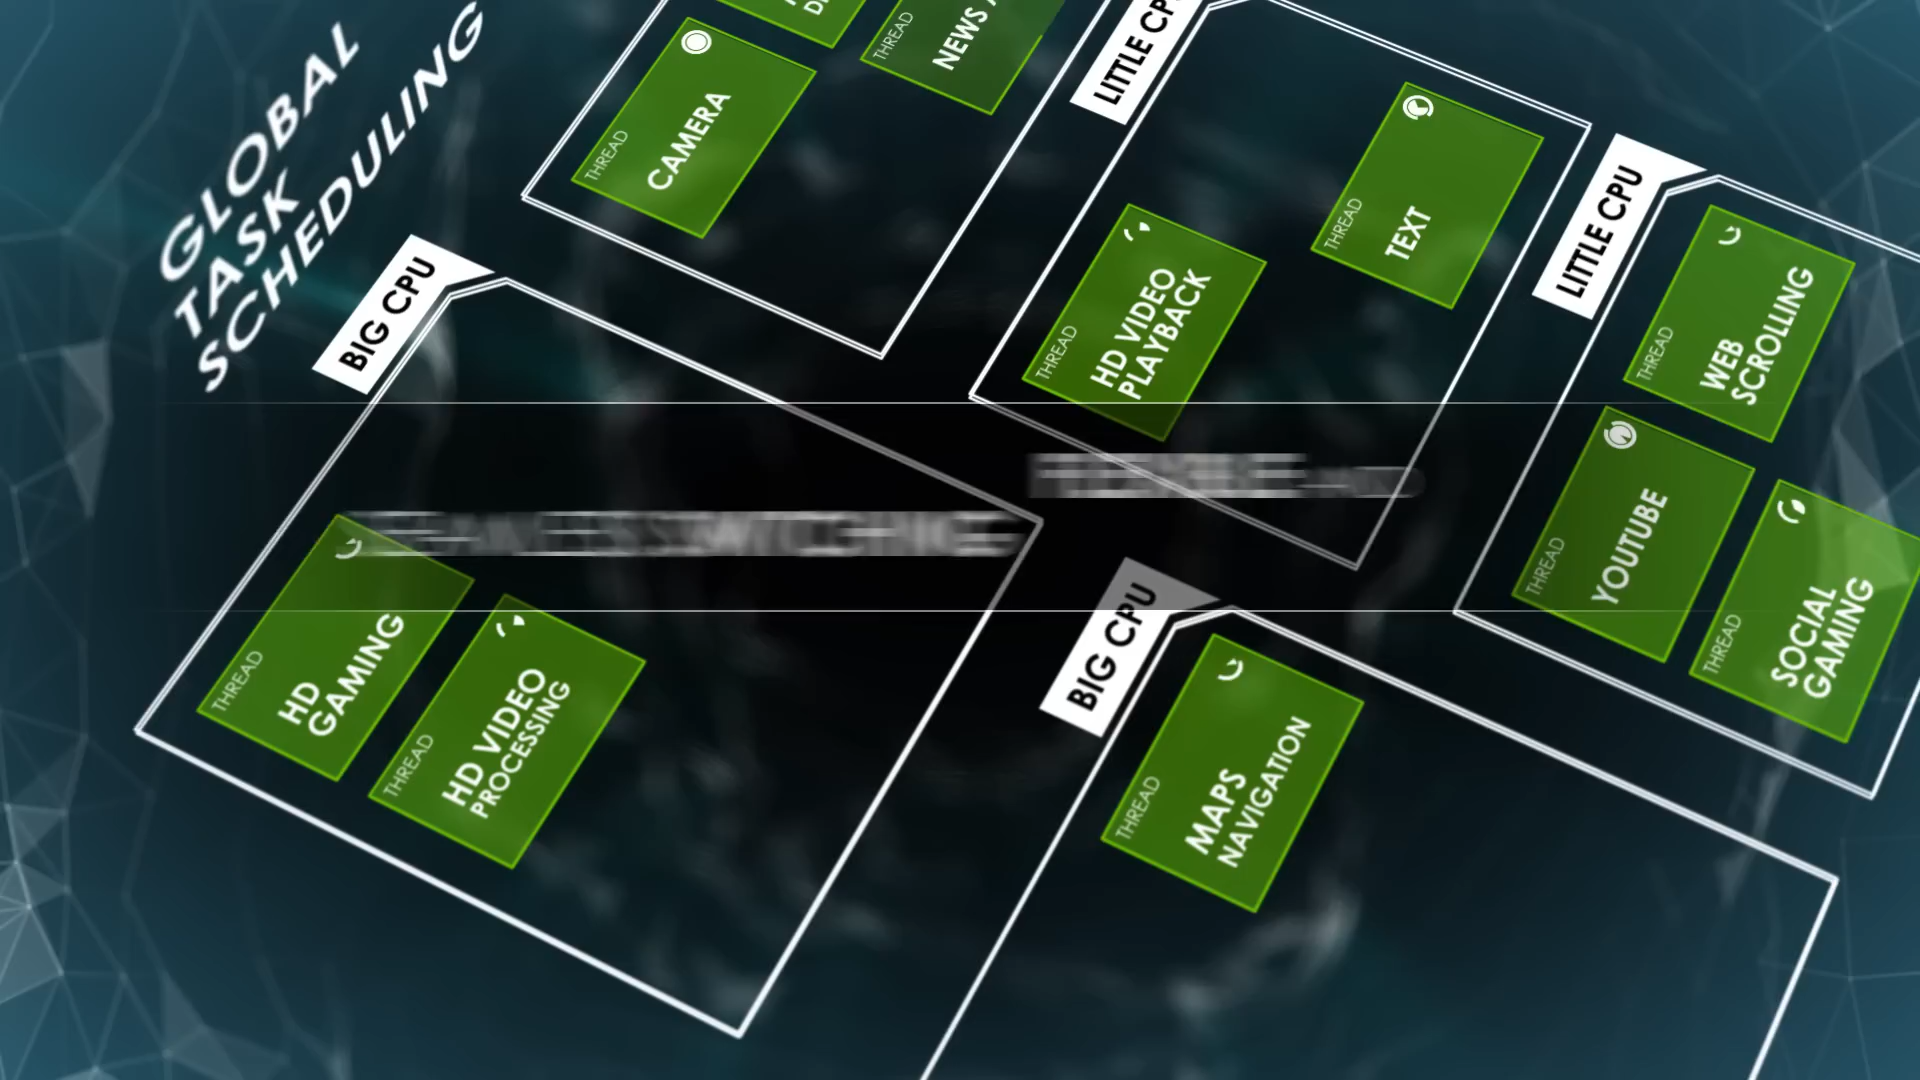 GLOBAL
TASK
SCHEDULING
THREAD
CAMERA
THREAD
NEWS
LITTLE CPU
THREAD
HD VIDEO
PLAYBACK
THREAD
TEXT
LITTLE CPU
THREAD
WEB
SCROLLING
THREAD
YOUTUBE
THREAD
SOCIAL
GAMING
BIG CPU
THREAD
HD
GAMING
THREAD
HD VIDEO
PROCESSING
BIG CPU
THREAD
MAPS
NAVIGATION